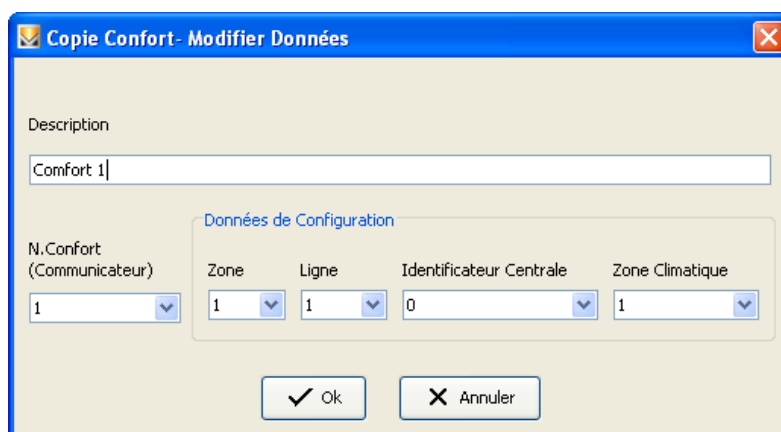 Copie Confort- Modifier Données
Description
Comfort 1
Données de Configuration
N.Confort
(Communicateur)
Zone Ligne Identificateur Centrale Zone Climatique
1 1 1 0 1
Ok Annuler